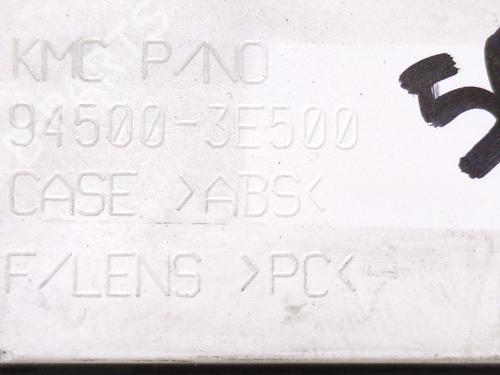 KMC P/NO
94500-3E500
CASE >ABS<
F/LENS >PC<